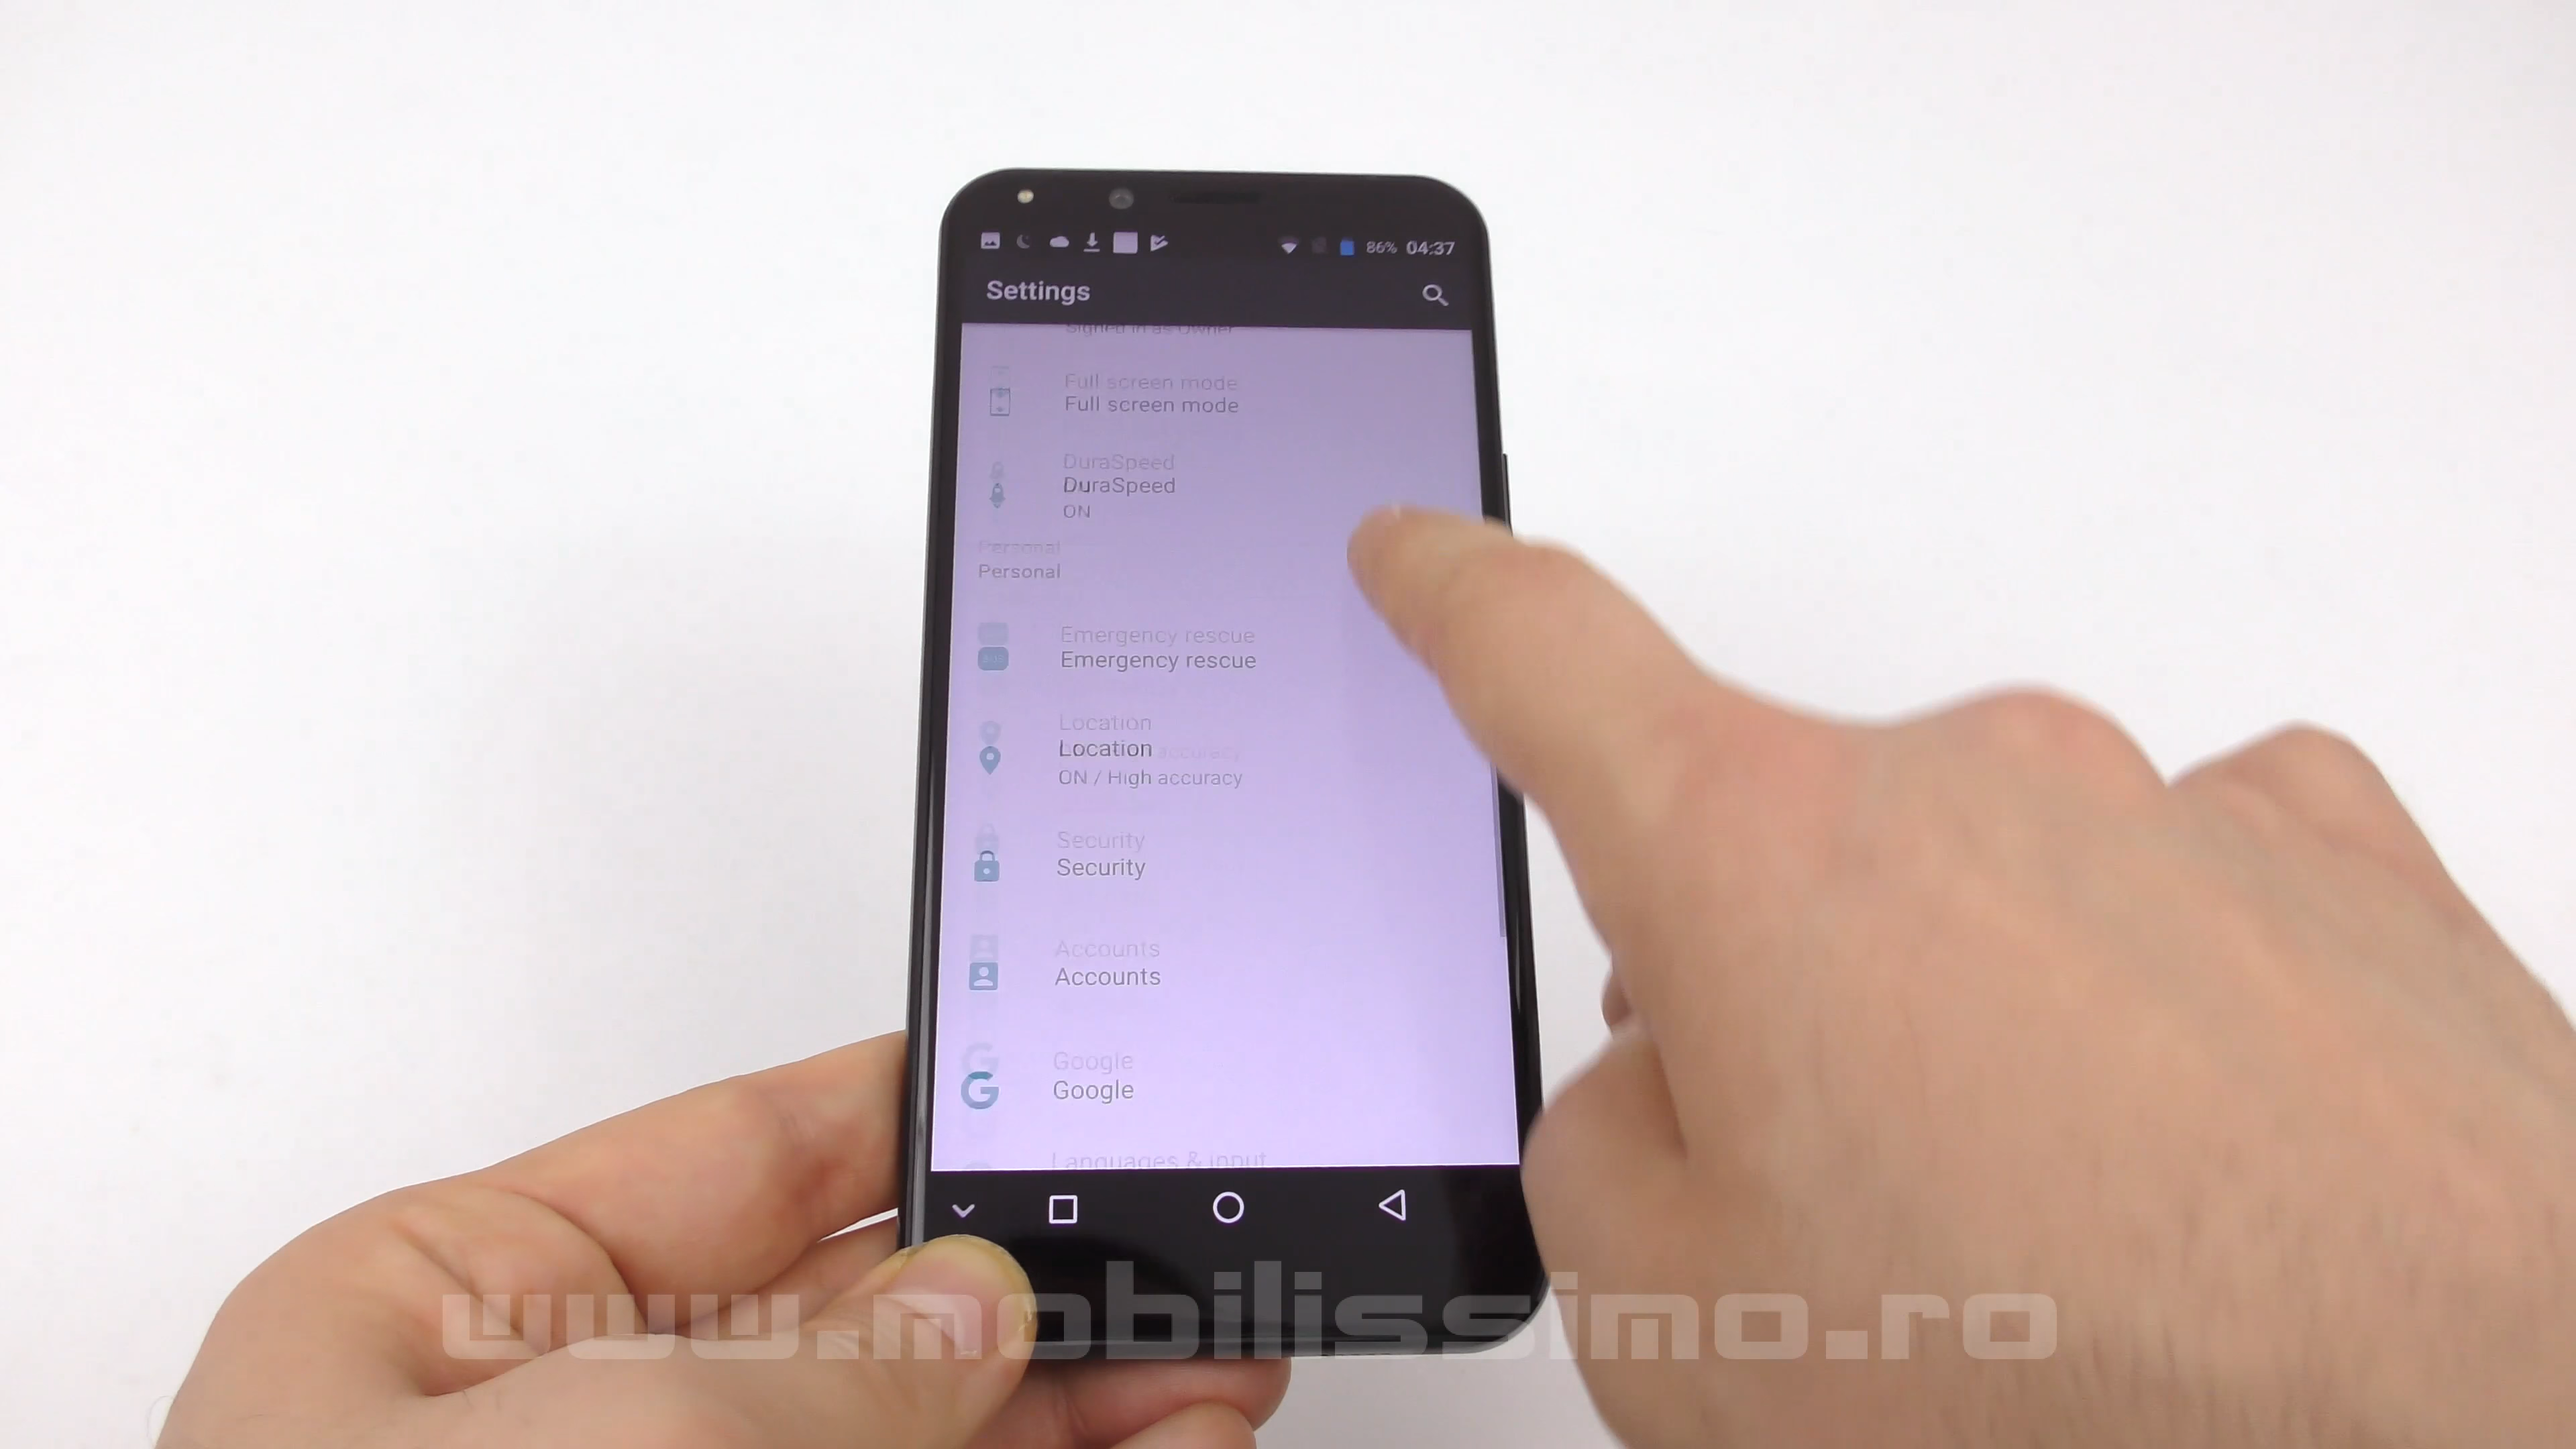 86% 04:37
Settings
Signed in as Owner
Full screen mode
Full screen mode
DuraSpeed
DuraSpeed
ON
Personal
Personal
Emergency rescue
Emergency rescue
Location
Location accuracy
ON / High accuracy
Security
Security
Accounts
Accounts
Google
Google
Languages & input
www.mobilissimo.ro